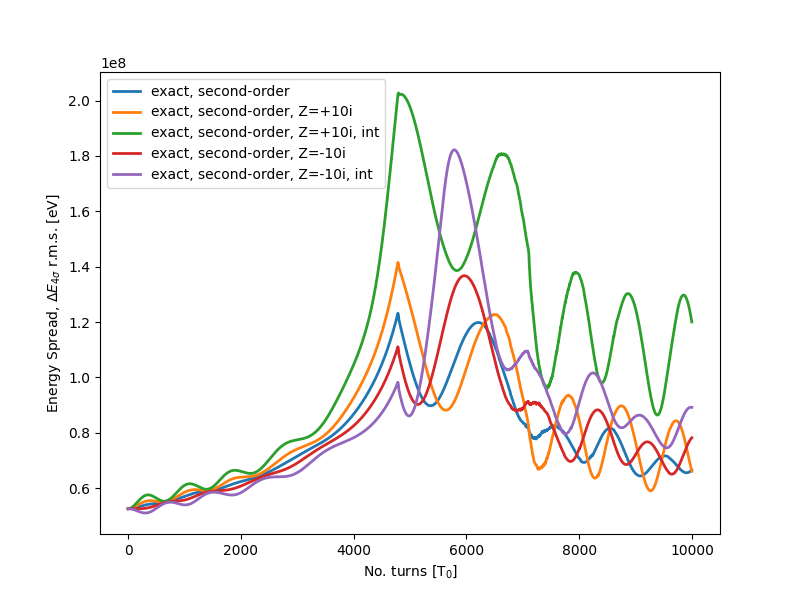 1e8
2.0
1.8
1.6
1.4
1.2
1.0
0.8
0.6
Energy Spread, ΔE₄σ r.m.s. [eV]
exact, second-order
exact, second-order, Z=+10i
exact, second-order, Z=+10i, int
exact, second-order, Z=-10i
exact, second-order, Z=-10i, int
0 2000 4000 6000 8000 10000
No. turns [T₀]